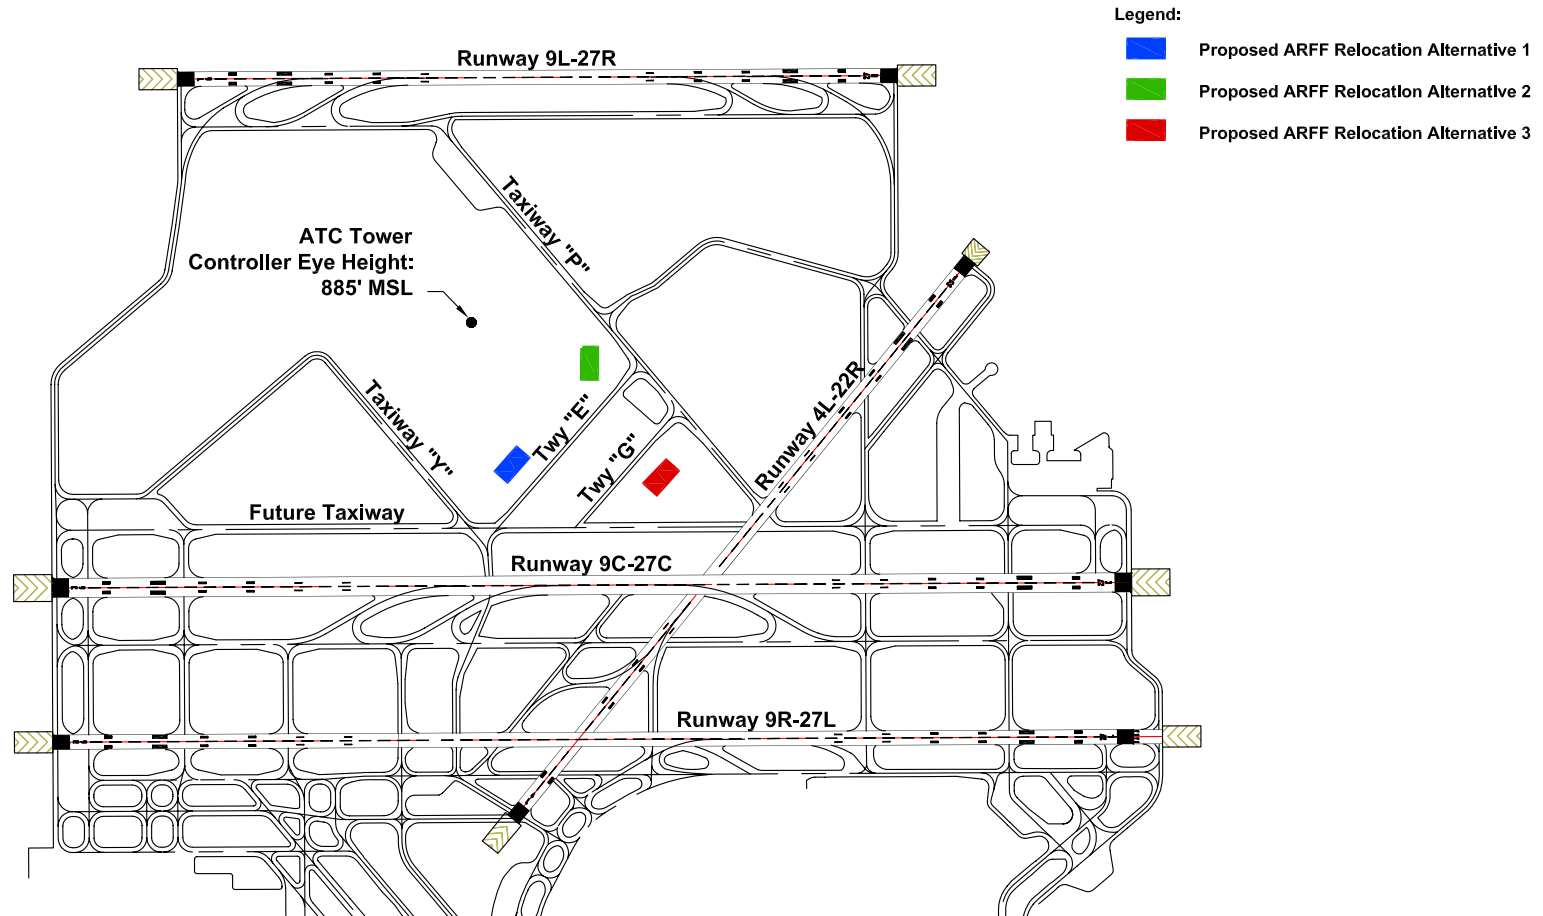 Legend:
Proposed ARFF Relocation Alternative 1
Proposed ARFF Relocation Alternative 2
Proposed ARFF Relocation Alternative 3
Runway 9L-27R
Taxiway "P"
ATC Tower
Controller Eye Height:
885' MSL
Taxiway "Y"
Twy "E"
Twy "G"
Runway 4L-22R
Future Taxiway
Runway 9C-27C
Runway 9R-27L